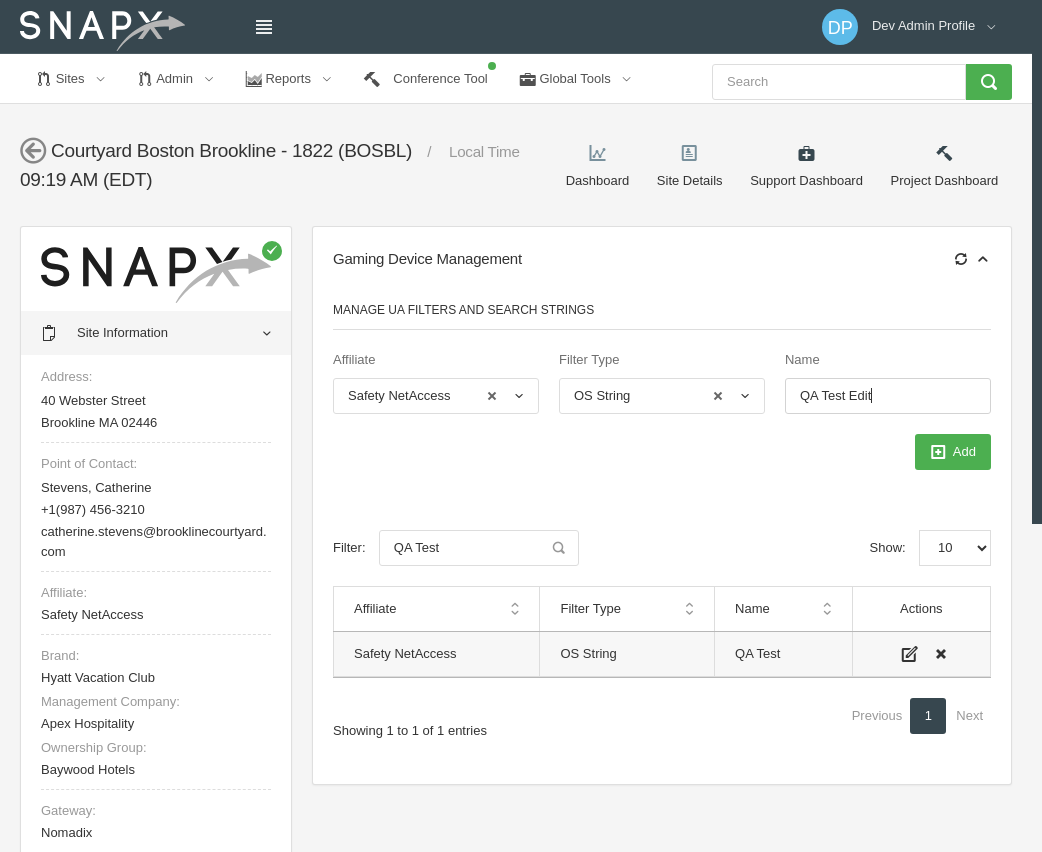 SNAPX
DP
Dev Admin Profile
Sites
Admin
Reports
Conference Tool
Global Tools
Search
Courtyard Boston Brookline - 1822 (BOSBL) / Local Time
09:19 AM (EDT)
Dashboard
Site Details
Support Dashboard
Project Dashboard
SNAPX
Site Information
Address:
40 Webster Street
Brookline MA 02446
Point of Contact:
Stevens, Catherine
+1(987) 456-3210
catherine.stevens@brooklinecourtyard.
com
Affiliate:
Safety NetAccess
Brand:
Hyatt Vacation Club
Management Company:
Apex Hospitality
Ownership Group:
Baywood Hotels
Gateway:
Nomadix
Gaming Device Management
MANAGE UA FILTERS AND SEARCH STRINGS
Affiliate Filter Type Name
Safety NetAccess OS String QA Test Edit
Add
Filter: QA Test Show: 10
Affiliate Filter Type Name Actions
Safety NetAccess OS String QA Test
Previous 1 Next
Showing 1 to 1 of 1 entries